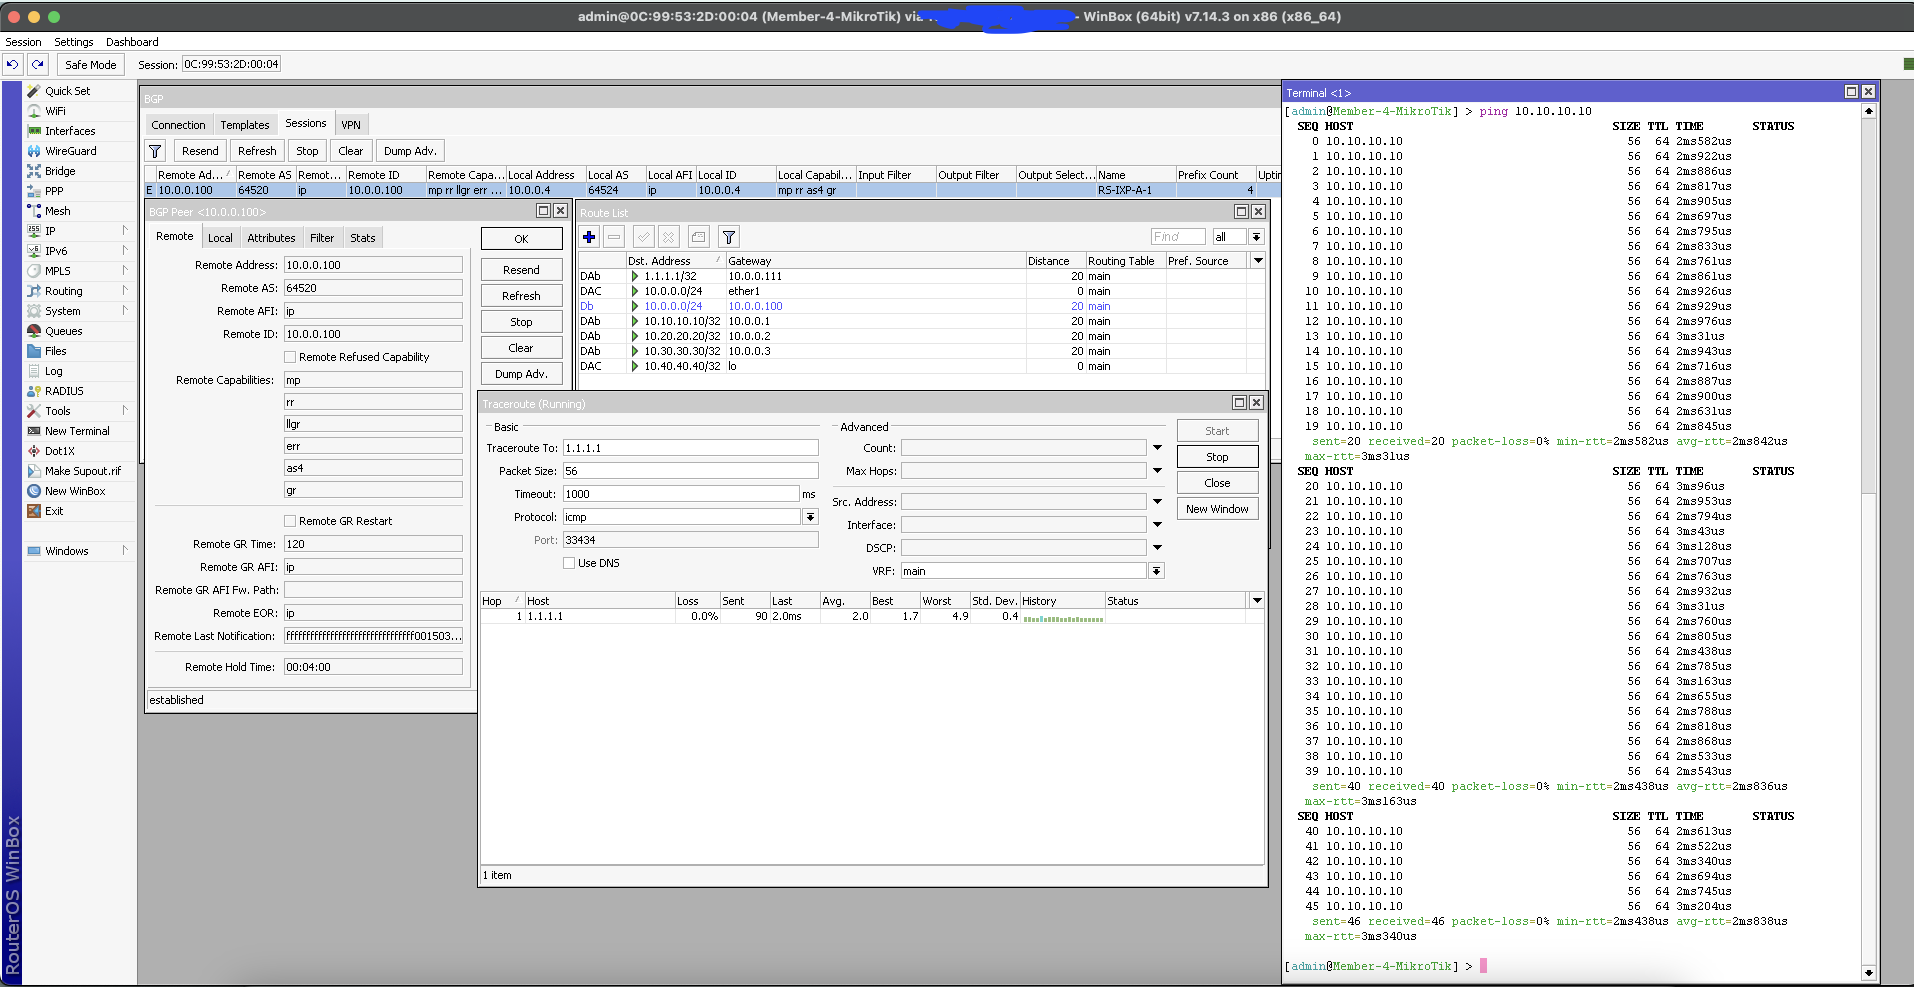 admin@0C:99:53:2D:00:04 (Member-4-MikroTik) via - WinBox (64bit) v7.14.3 on x86 (x86_64)
Session Settings Dashboard
Safe Mode Session: 0C:99:53:2D:00:04
Quick Set
WiFi
Interfaces
WireGuard
Bridge
PPP
Mesh
IP
IPv6
MPLS
Routing
System
Queues
Files
Log
RADIUS
Tools
New Terminal
Dot1X
Make Supout.rif
New WinBox
Exit
Windows
RouterOS WinBox
BGP
Connection Templates Sessions VPN
Resend Refresh Stop Clear Dump Adv.
Remote Ad... Remote AS Remot... Remote ID Remote Capa... Local Address Local AS Local AFI Local ID Local Capabil... Input Filter Output Filter Output Select... Name Prefix Count Uptin
E 10.0.0.100 64520 ip 10.0.0.100 mp rr llgr err ... 10.0.0.4 64524 ip 10.0.0.4 mp rr as4 gr RS-IXP-A-1 4
BGP Peer <10.0.0.100>
Remote Local Attributes Filter Stats
Remote Address: 10.0.0.100
Remote AS: 64520
Remote AFI: ip
Remote ID: 10.0.0.100
Remote Refused Capability
Remote Capabilities: mp
rr
llgr
err
as4
gr
Remote GR Restart
Remote GR Time: 120
Remote GR AFI: ip
Remote GR AFI Fw. Path:
Remote EOR: ip
Remote Last Notification: ffffffffffffffffffffffffffffffff001503...
Remote Hold Time: 00:04:00
established
OK
Resend
Refresh
Stop
Clear
Dump Adv.
Route List
Find all
Dst. Address Gateway Distance Routing Table Pref. Source
DAb 1.1.1.1/32 10.0.0.111 20 main
DAC 10.0.0.0/24 ether1 0 main
Db 10.0.0.0/24 10.0.0.100 20 main
DAb 10.10.10.10/32 10.0.0.1 20 main
DAb 10.20.20.20/32 10.0.0.2 20 main
DAb 10.30.30.30/32 10.0.0.3 20 main
DAC 10.40.40.40/32 lo 0 main
Traceroute (Running)
Basic
Traceroute To: 1.1.1.1
Packet Size: 56
Timeout: 1000 ms
Protocol: icmp
Port: 33434
Use DNS
Advanced
Count:
Max Hops:
Src. Address:
Interface:
DSCP:
VRF: main
Start
Stop
Close
New Window
Hop Host Loss Sent Last Avg. Best Worst Std. Dev. History Status
1 1.1.1.1 0.0% 90 2.0ms 2.0 1.7 4.9 0.4
1 item
Terminal <1>
[admin@Member-4-MikroTik] > ping 10.10.10.10
SEQ HOST SIZE TTL TIME STATUS
0 10.10.10.10 56 64 2ms582us
1 10.10.10.10 56 64 2ms922us
2 10.10.10.10 56 64 2ms886us
3 10.10.10.10 56 64 2ms817us
4 10.10.10.10 56 64 2ms905us
5 10.10.10.10 56 64 2ms697us
6 10.10.10.10 56 64 2ms795us
7 10.10.10.10 56 64 2ms833us
8 10.10.10.10 56 64 2ms761us
9 10.10.10.10 56 64 2ms861us
10 10.10.10.10 56 64 2ms926us
11 10.10.10.10 56 64 2ms929us
12 10.10.10.10 56 64 2ms976us
13 10.10.10.10 56 64 3ms31us
14 10.10.10.10 56 64 2ms943us
15 10.10.10.10 56 64 2ms716us
16 10.10.10.10 56 64 2ms887us
17 10.10.10.10 56 64 2ms900us
18 10.10.10.10 56 64 2ms631us
19 10.10.10.10 56 64 2ms845us
sent=20 received=20 packet-loss=0% min-rtt=2ms582us avg-rtt=2ms842us
max-rtt=3ms31us
SEQ HOST SIZE TTL TIME STATUS
20 10.10.10.10 56 64 3ms96us
21 10.10.10.10 56 64 2ms953us
22 10.10.10.10 56 64 2ms794us
23 10.10.10.10 56 64 3ms43us
24 10.10.10.10 56 64 3ms128us
25 10.10.10.10 56 64 2ms707us
26 10.10.10.10 56 64 2ms763us
27 10.10.10.10 56 64 2ms932us
28 10.10.10.10 56 64 3ms31us
29 10.10.10.10 56 64 2ms760us
30 10.10.10.10 56 64 2ms805us
31 10.10.10.10 56 64 2ms438us
32 10.10.10.10 56 64 2ms785us
33 10.10.10.10 56 64 3ms163us
34 10.10.10.10 56 64 2ms655us
35 10.10.10.10 56 64 2ms788us
36 10.10.10.10 56 64 2ms818us
37 10.10.10.10 56 64 2ms868us
38 10.10.10.10 56 64 2ms533us
39 10.10.10.10 56 64 2ms543us
sent=40 received=40 packet-loss=0% min-rtt=2ms438us avg-rtt=2ms836us
max-rtt=3ms163us
SEQ HOST SIZE TTL TIME STATUS
40 10.10.10.10 56 64 2ms613us
41 10.10.10.10 56 64 2ms522us
42 10.10.10.10 56 64 3ms340us
43 10.10.10.10 56 64 2ms694us
44 10.10.10.10 56 64 2ms745us
45 10.10.10.10 56 64 3ms204us
sent=46 received=46 packet-loss=0% min-rtt=2ms438us avg-rtt=2ms838us
max-rtt=3ms340us
[admin@Member-4-MikroTik] >